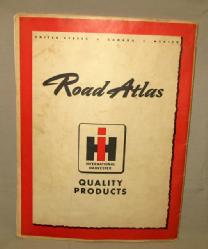 UNITED STATES • CANADA • MEXICO
Road Atlas
IH
INTERNATIONAL
HARVESTER
QUALITY
PRODUCTS